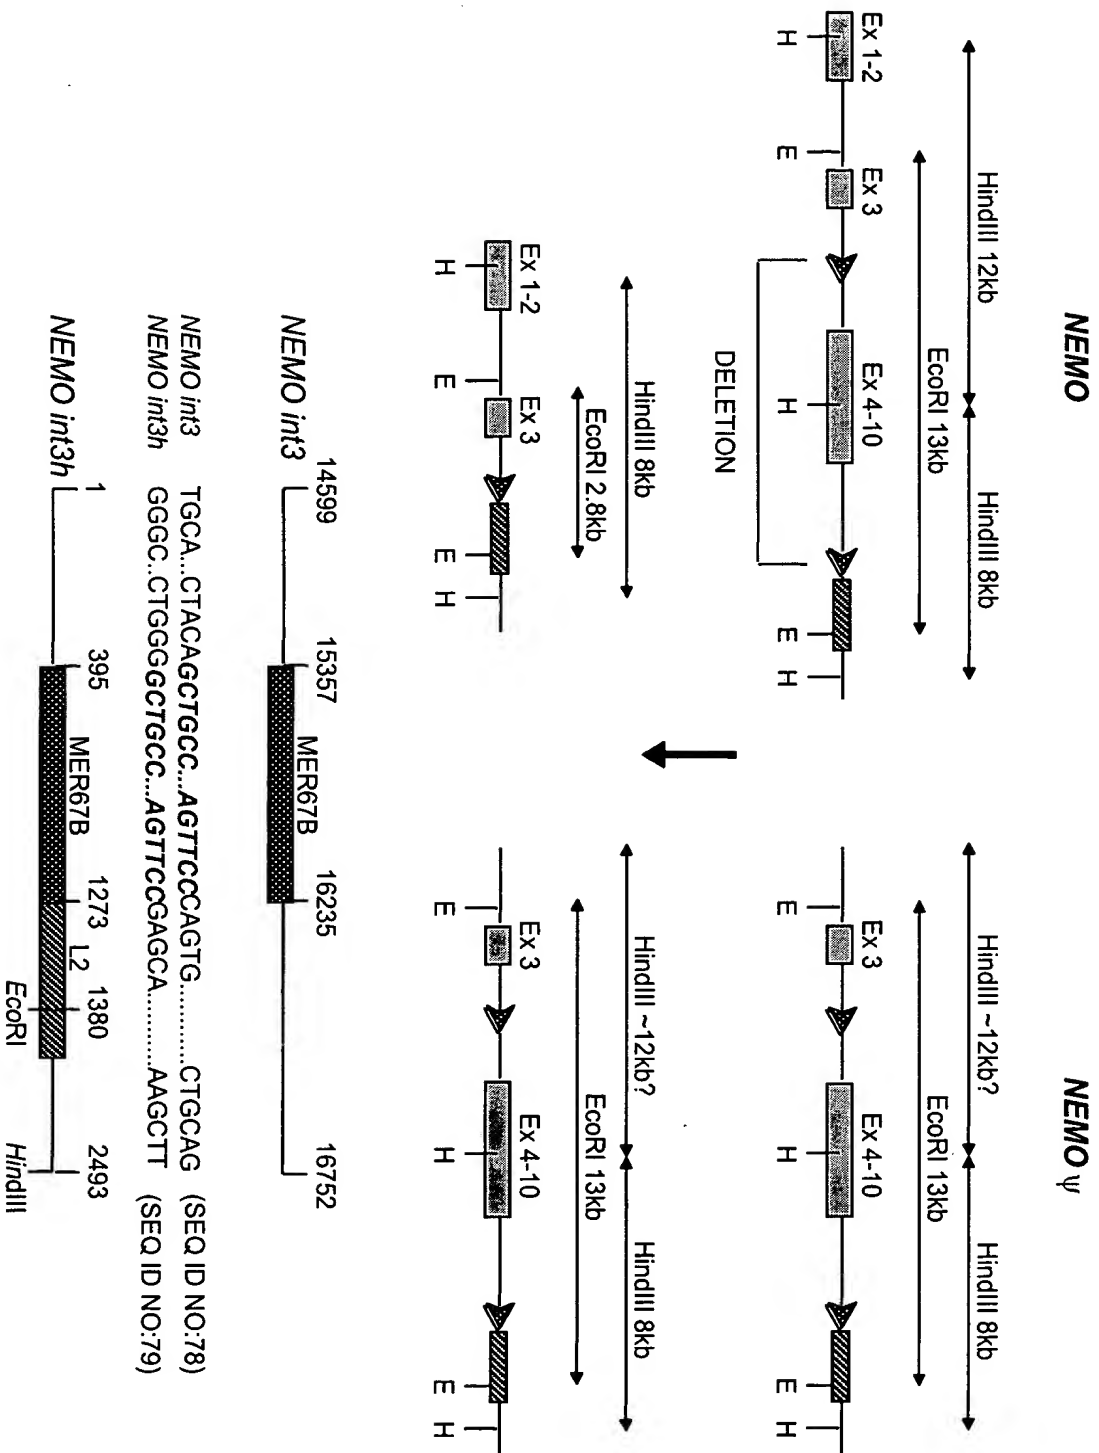 NEMO
NEMO ψ
HindIII 12kb
HindIII 8kb
HindIII ~12kb?
HindIII 8kb
EcoRI 13kb
EcoRI 13kb
Ex 1-2
Ex 3
Ex 4-10
Ex 3
Ex 4-10
H
E
H
E
H
E
H
E
H
DELETION
HindIII 8kb
HindIII ~12kb?
HindIII 8kb
EcoRI 2.8kb
EcoRI 13kb
Ex 1-2
Ex 3
Ex 3
Ex 4-10
H
E
E
H
E
H
E
H
14599
15357
MER67B
16235
16752
NEMO int3
NEMO int3 TGCA...CTACAGCTGCC...AGTTCCCAGTG..........CTGCAG (SEQ ID NO:78)
NEMO int3h GGGC..CTGGGGCTGCC...AGTTCCGAGCA..........AAGCTT (SEQ ID NO:79)
1
395
MER67B
1273
L2
1380
2493
NEMO int3h
EcoRI
HindIII